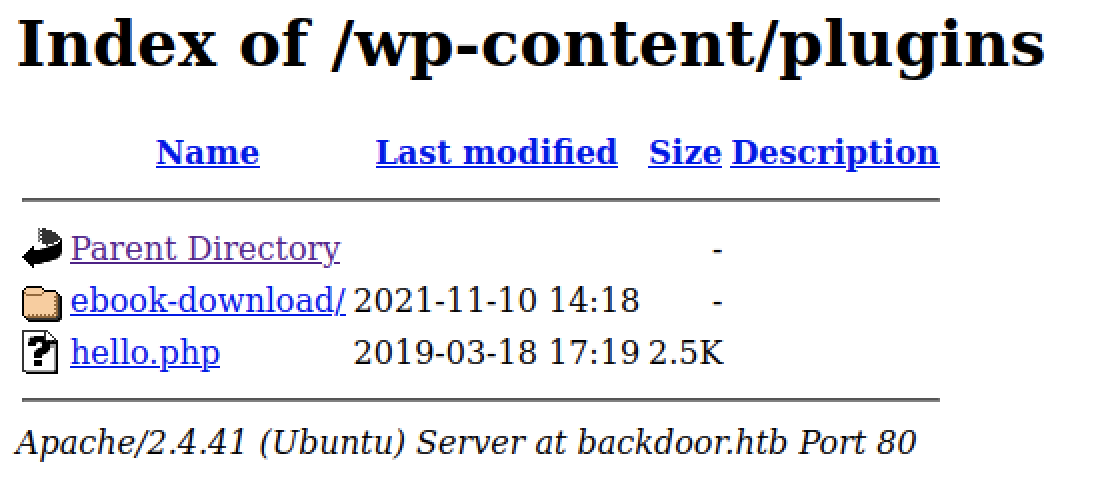 Index of /wp-content/plugins
Name Last modified Size Description
Parent Directory -
ebook-download/ 2021-11-10 14:18 -
hello.php 2019-03-18 17:19 2.5K
Apache/2.4.41 (Ubuntu) Server at backdoor.htb Port 80